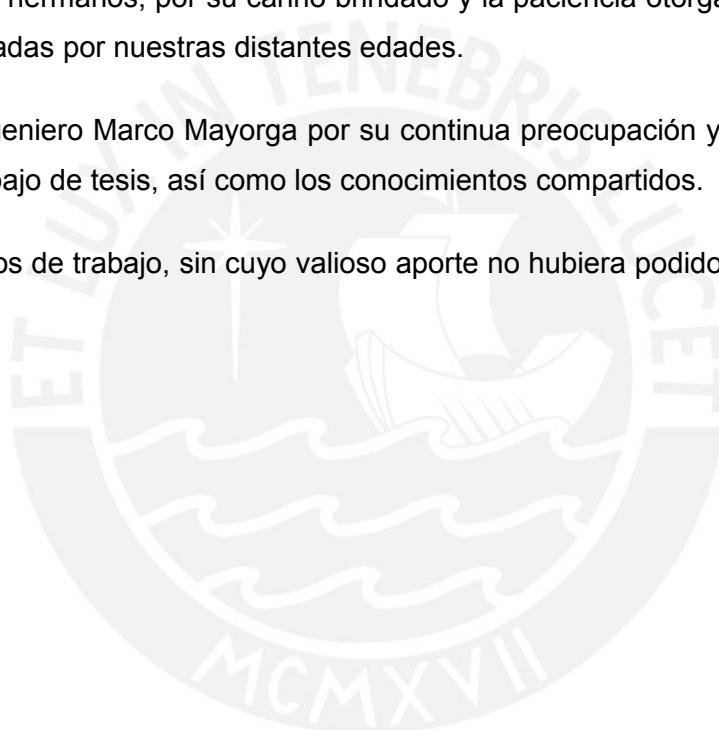 hermanos, por su cariño brindado y la paciencia otorga
adas por nuestras distantes edades.
geniero Marco Mayorga por su continua preocupación y
bajo de tesis, así como los conocimientos compartidos.
os de trabajo, sin cuyo valioso aporte no hubiera podido
ET LUX IN TENEBRIS LUCET
MCMXVII